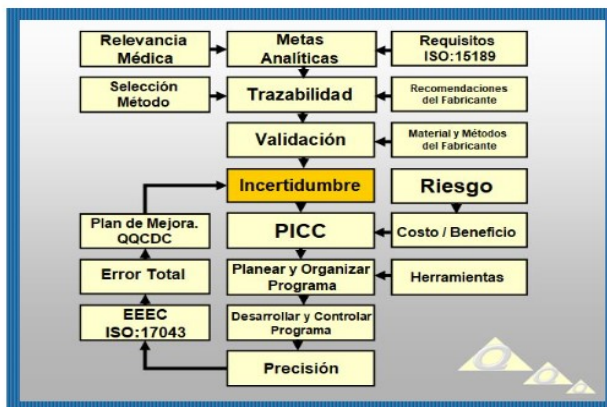 Relevancia
Médica
Metas
Analíticas
Requisitos
ISO:15189
Selección
Método
Trazabilidad
Recomendaciones
del Fabricante
Validación
Material y Métodos
del Fabricante
Incertidumbre
Riesgo
Plan de Mejora.
QQCDC
PICC
Costo / Beneficio
Error Total
Planear y Organizar
Programa
Herramientas
EEEC
ISO:17043
Desarrollar y Controlar
Programa
Precisión